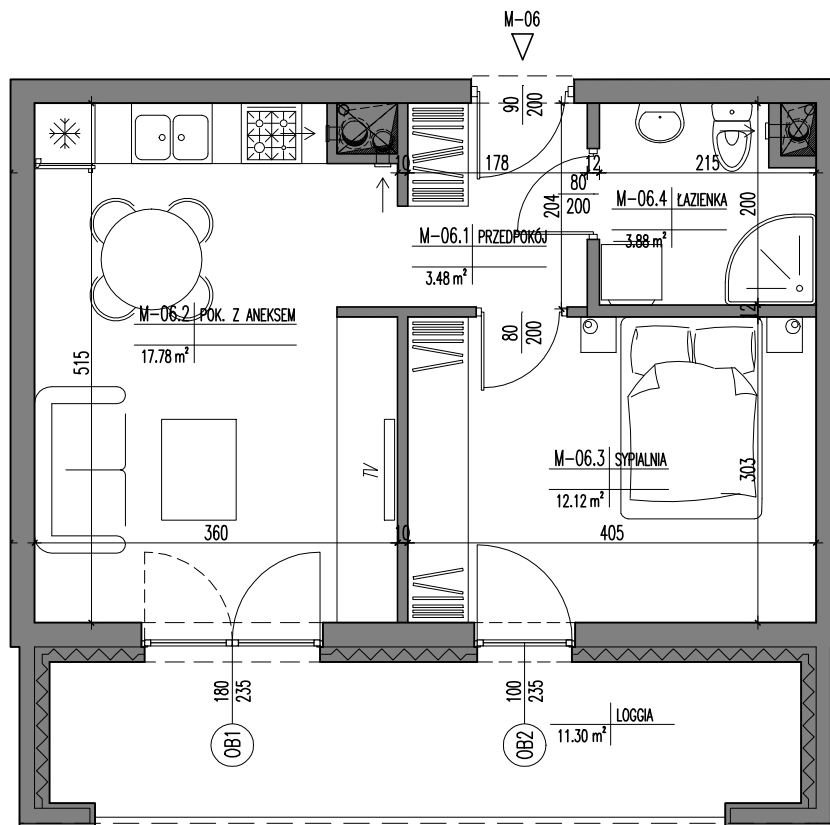 M-06
90
200
10
178
12
215
80
200
204
M-06.4 ŁAZIENKA
3.88 m²
200
M-06.1 PRZEDPOKÓJ
3.48 m²
M-06.2 POK. Z ANEKSEM
17.78 m²
12
80
200
515
TV
M-06.3 SYPIALNIA
12.12 m²
303
360
10
405
180
235
OB1
100
235
OB2
LOGGIA
11.30 m²